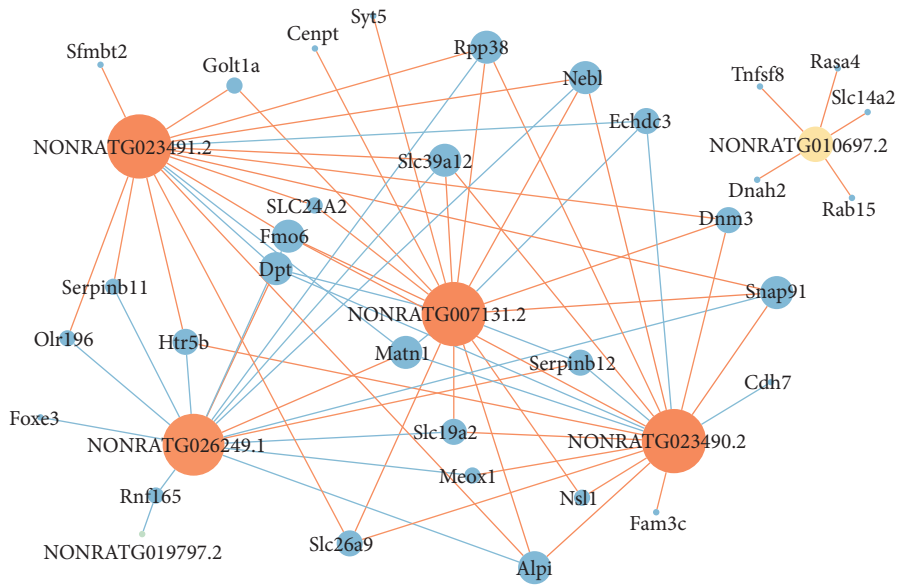 Syt5
Cenpt
Sfmbt2
Golt1a
Rpp38
Nebl
Tnfsf8
Rasa4
Slc14a2
Echdc3
NONRATG023491.2
Slc39a12
NONRATG010697.2
Dnah2
Rab15
SLC24A2
Dnm3
Fmo6
Dpt
Serpinb11
Snap91
NONRATG007131.2
Olr196
Htr5b
Matn1
Serpinb12
Cdh7
Foxe3
NONRATG026249.1
Slc19a2
NONRATG023490.2
Meox1
Rnf165
Nsl1
Fam3c
NONRATG019797.2
Slc26a9
Alpi